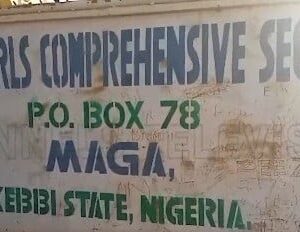 RLS COMPREHENSIVE SEC
P.O. BOX 78
MAGA,
KEBBI STATE, NIGERIA.